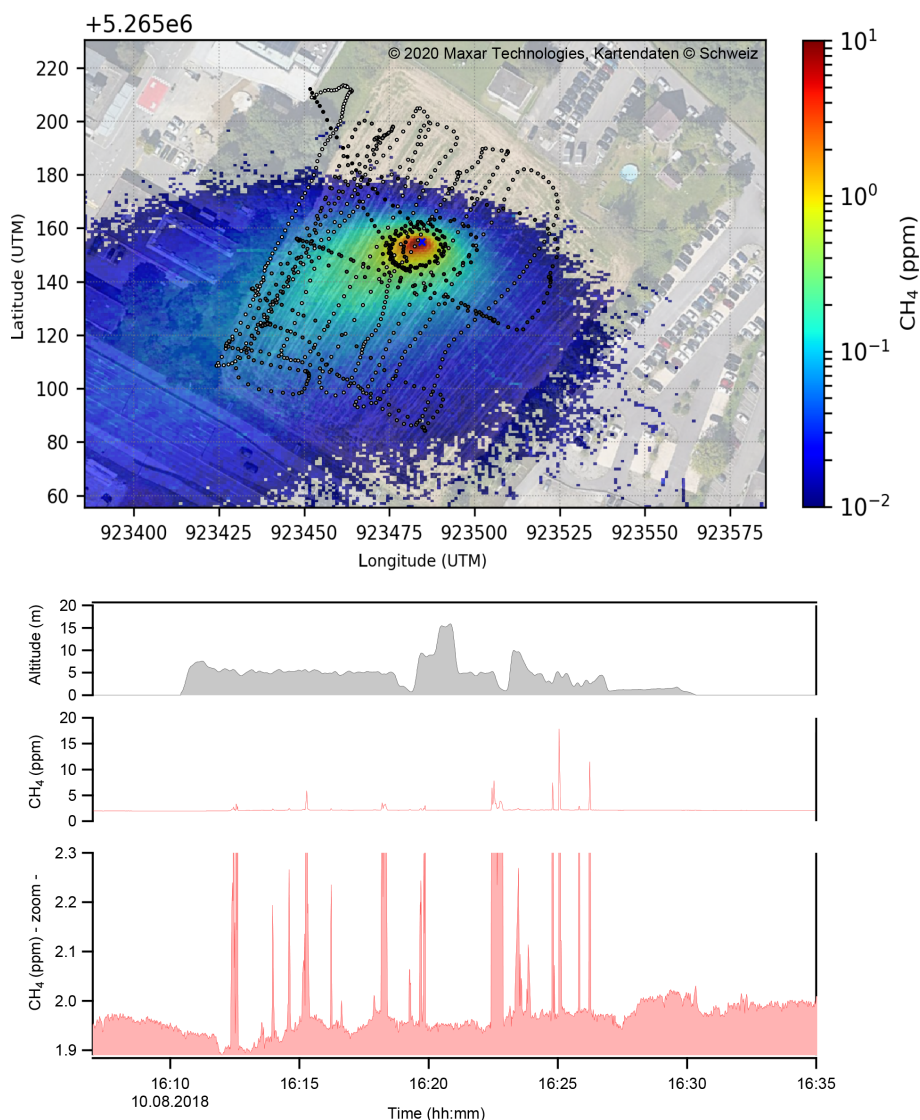 +5.265e6
© 2020 Maxar Technologies, Kartendaten © Schweiz
220
200
180
160
140
120
100
80
60
Latitude (UTM)
923400 923425 923450 923475 923500 923525 923550 923575
Longitude (UTM)
10¹
10⁰
10⁻¹
10⁻²
CH₄ (ppm)
20
15
10
5
0
Altitude (m)
20
15
10
5
0
CH₄ (ppm)
2.3
2.2
2.1
2.0
1.9
CH₄ (ppm) - zoom -
16:10 16:15 16:20 16:25 16:30 16:35
10.08.2018
Time (hh:mm)